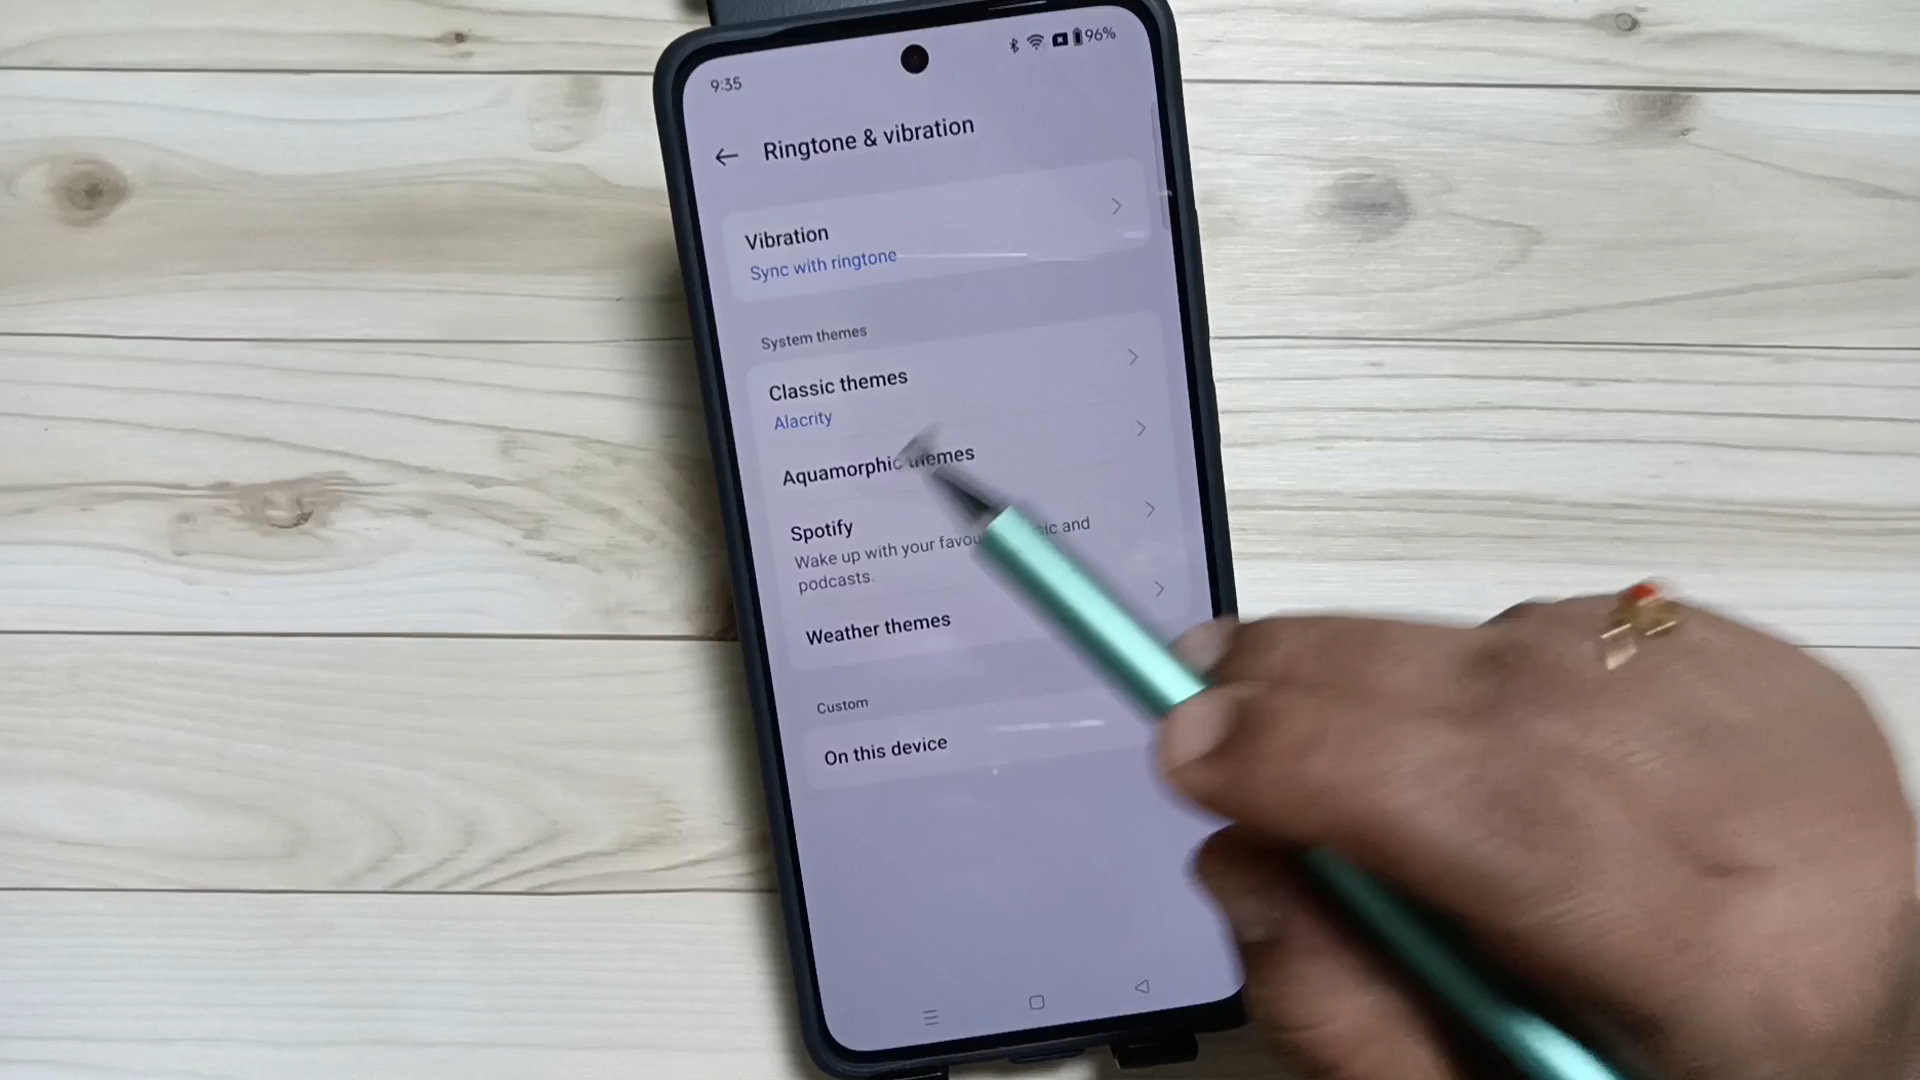 9:35
96%
Ringtone & vibration
Vibration
Sync with ringtone
System themes
Classic themes
Alacrity
Aquamorphic themes
Spotify
Wake up with your favou sic and
podcasts.
Weather themes
Custom
On this device